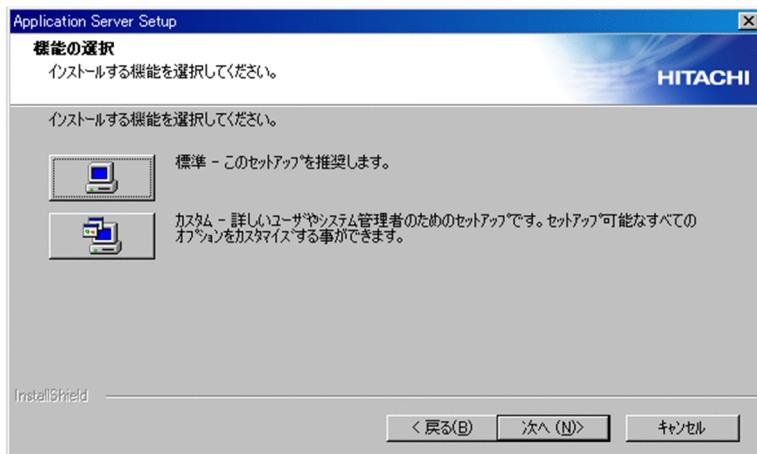 Application Server Setup
機能の選択
インストールする機能を選択してください。
HITACHI
インストールする機能を選択してください。
標準 - このセットアップを推奨します。
カスタム - 詳しいユーザやシステム管理者のためのセットアップです。セットアップ可能なすべての
オプションをカスタマイズする事ができます。
InstallShield
< 戻る(B)
次へ (N)>
キャンセル